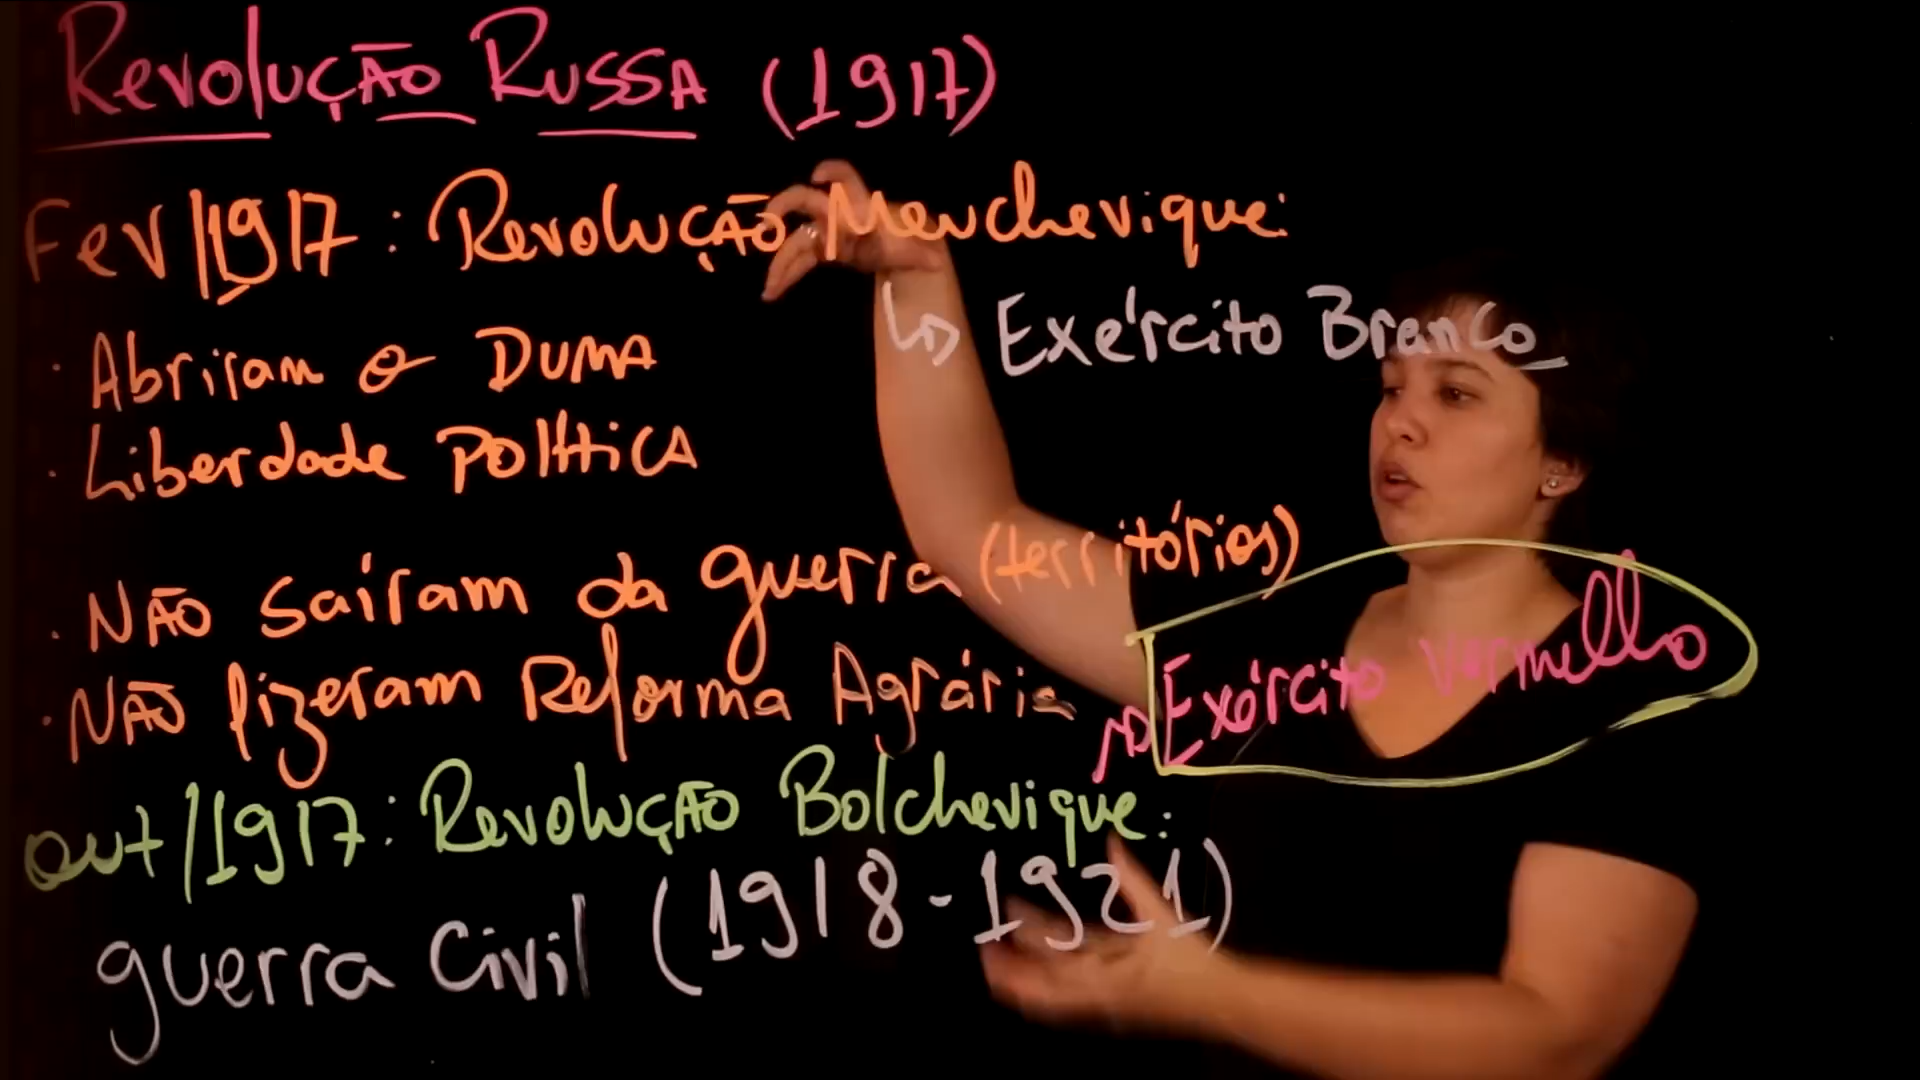 Revolução Russa (1917)
Fev/1917: Revolução Menchevique:
↳ Exército Branco
· Abriram a DUMA
· Liberdade Política
· Não saíram da guerra (territórios)
· Não fizeram Reforma Agrária
→ Exército Vermelho
Out/1917: Revolução Bolchevique:
guerra Civil (1918-1921)